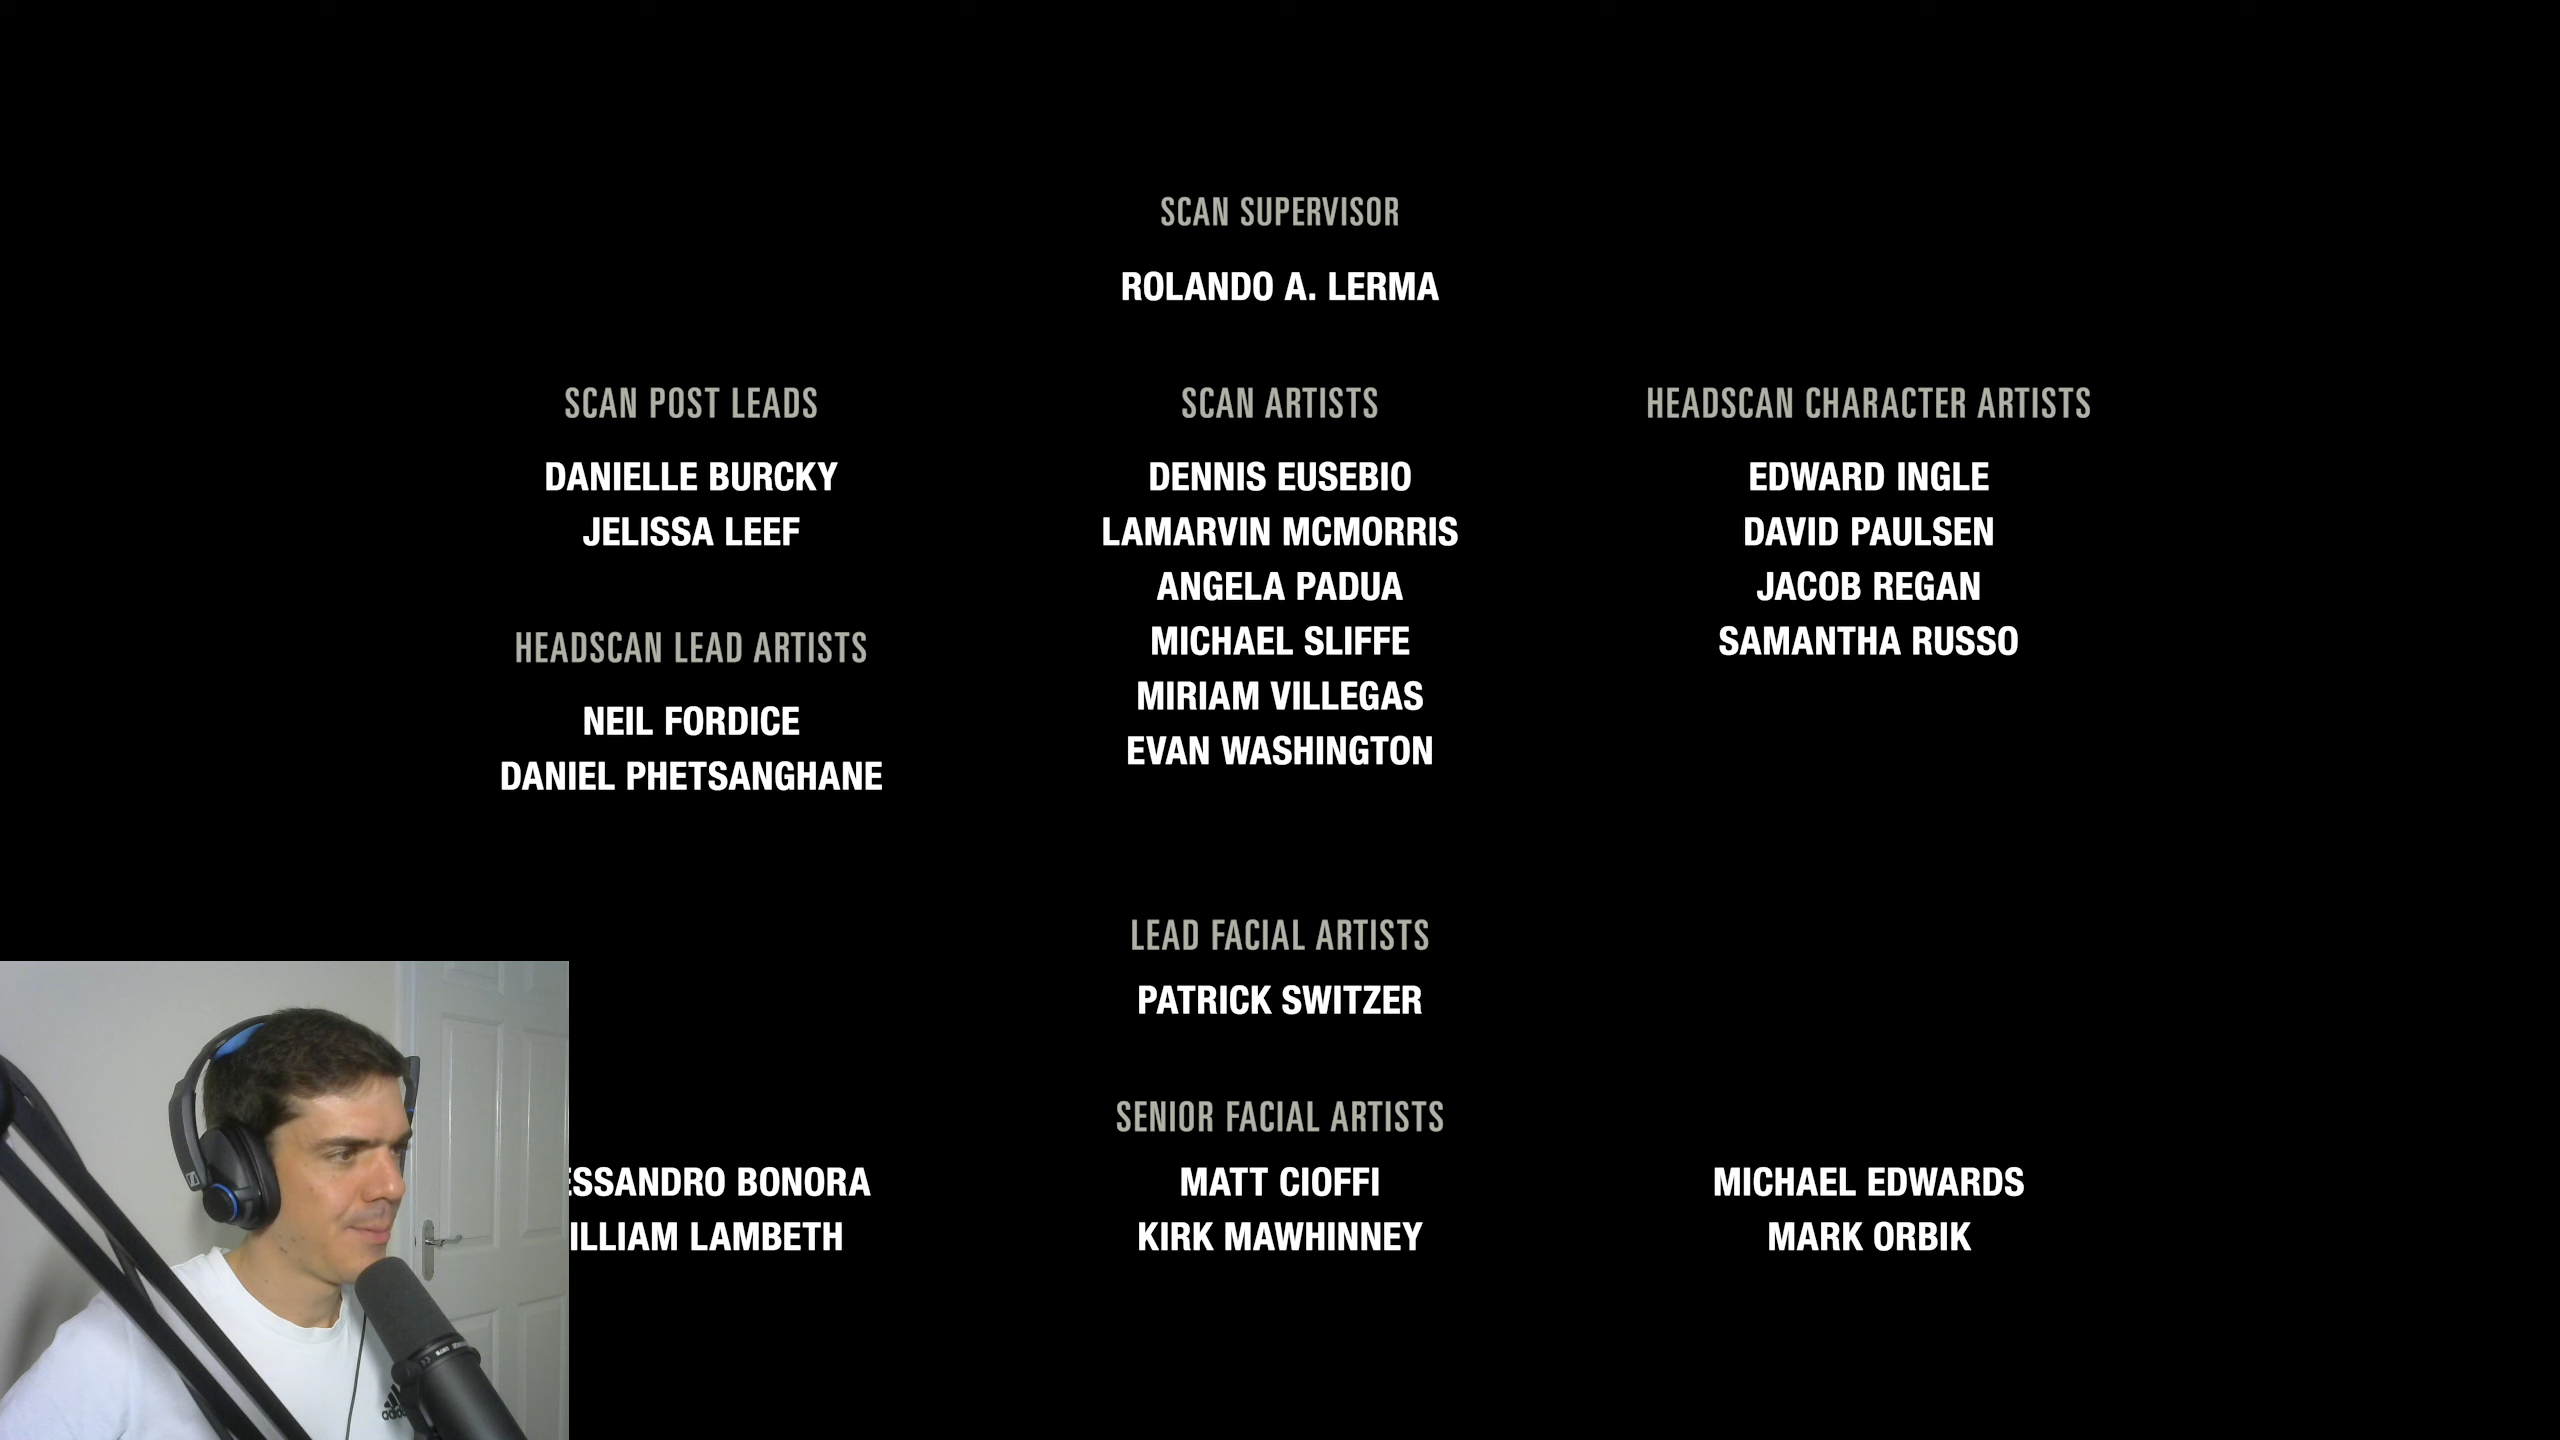 SCAN SUPERVISOR
ROLANDO A. LERMA
SCAN POST LEADS
DANIELLE BURCKY
JELISSA LEEF
HEADSCAN LEAD ARTISTS
NEIL FORDICE
DANIEL PHETSANGHANE
SCAN ARTISTS
DENNIS EUSEBIO
LAMARVIN MCMORRIS
ANGELA PADUA
MICHAEL SLIFFE
MIRIAM VILLEGAS
EVAN WASHINGTON
HEADSCAN CHARACTER ARTISTS
EDWARD INGLE
DAVID PAULSEN
JACOB REGAN
SAMANTHA RUSSO
LEAD FACIAL ARTISTS
PATRICK SWITZER
SENIOR FACIAL ARTISTS
BONORA
LAMBETH
MATT CIOFFI
KIRK MAWHINNEY
MICHAEL EDWARDS
MARK ORBIK